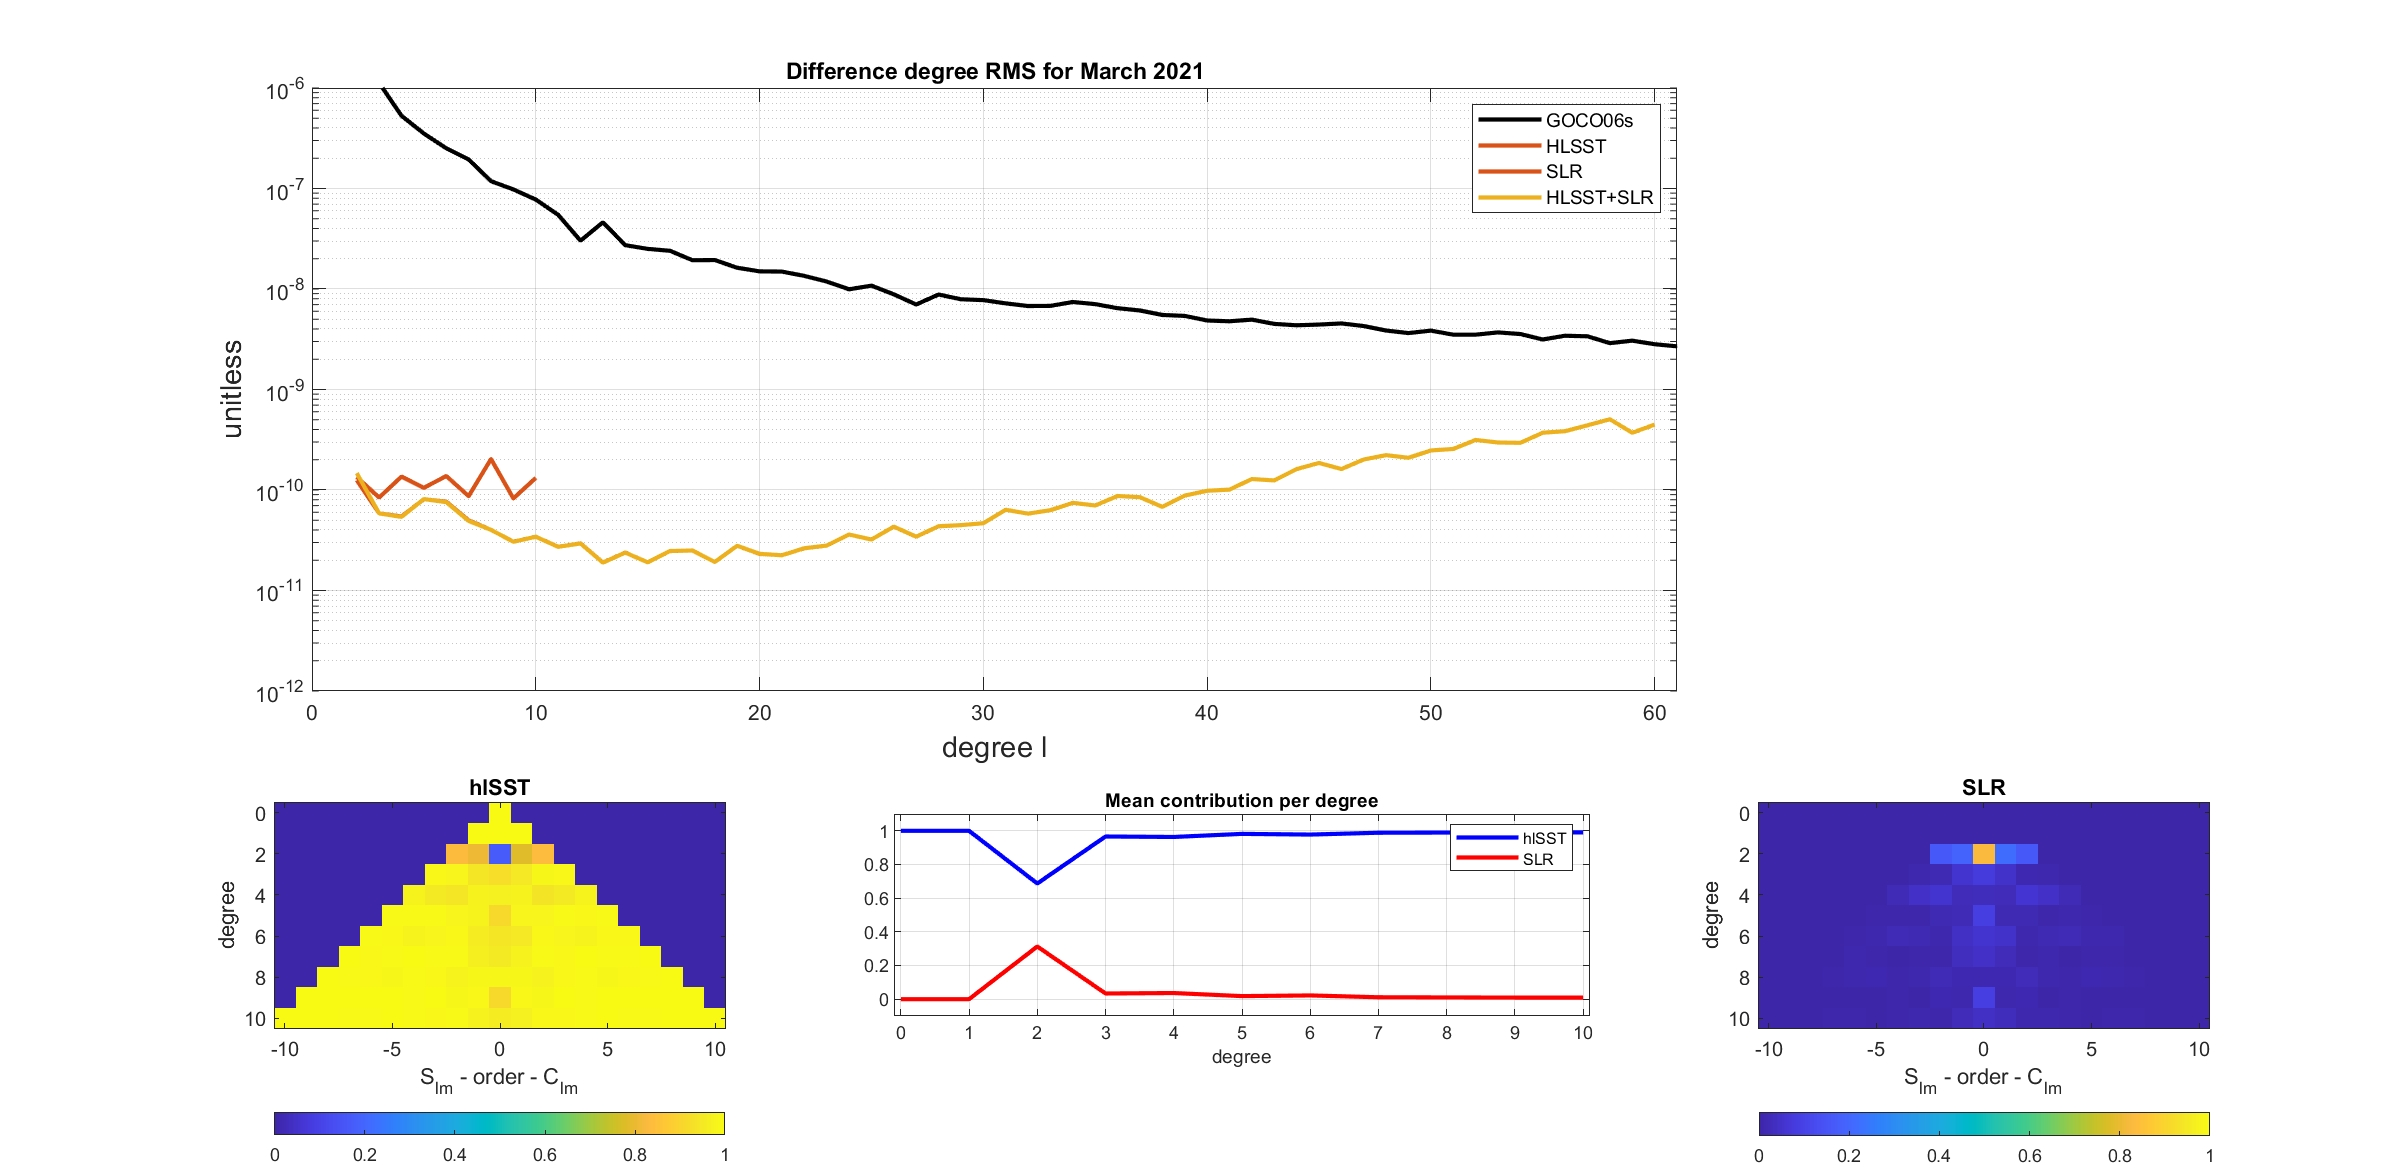 Difference degree RMS for March 2021
10-6
10-7
10-8
10-9
10-10
10-11
10-12
unitless
0 10 20 30 40 50 60
degree l
GOCO06s
HLSST
SLR
HLSST+SLR
hlSST
0
2
4
6
8
10
degree
-10 -5 0 5 10
Slm - order - Clm
0 0.2 0.4 0.6 0.8 1
Mean contribution per degree
1
0.8
0.6
0.4
0.2
0
hlSST
SLR
0 1 2 3 4 5 6 7 8 9 10
degree
SLR
0
2
4
6
8
10
degree
-10 -5 0 5 10
Slm - order - Clm
0 0.2 0.4 0.6 0.8 1